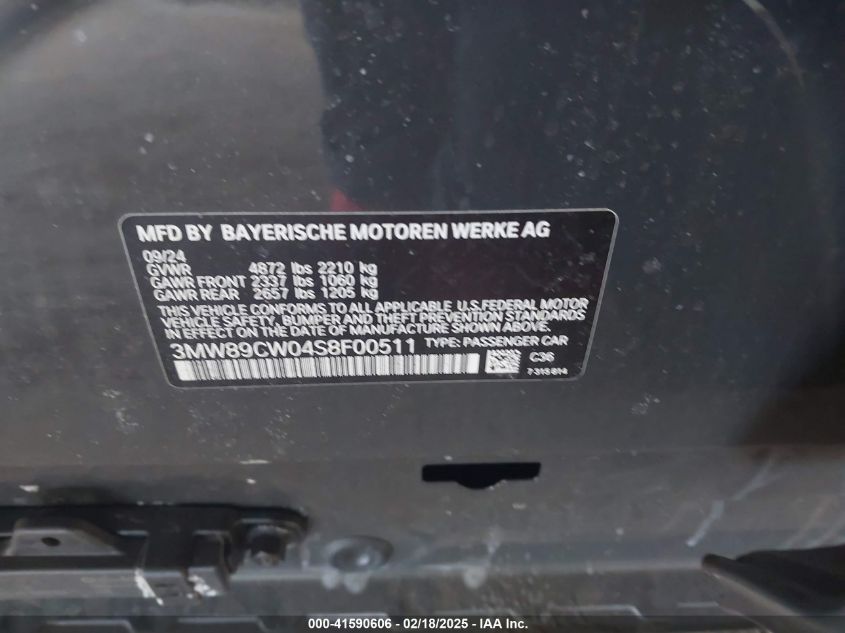 MFD BY BAYERISCHE MOTOREN WERKE AG
09/24
GVWR 4872 lbs 2210 kg
GAWR FRONT 2337 lbs 1060 kg
GAWR REAR 2657 lbs 1205 kg
THIS VEHICLE CONFORMS TO ALL APPLICABLE U.S.FEDERAL MOTOR
VEHICLE SAFETY, BUMPER AND THEFT PREVENTION STANDARDS
IN EFFECT ON THE DATE OF MANUFACTURE SHOWN ABOVE.
3MW89CW04S8F00511 TYPE: PASSENGER CAR
C36
7 315 814
000-41590606 - 02/18/2025 - IAA Inc.